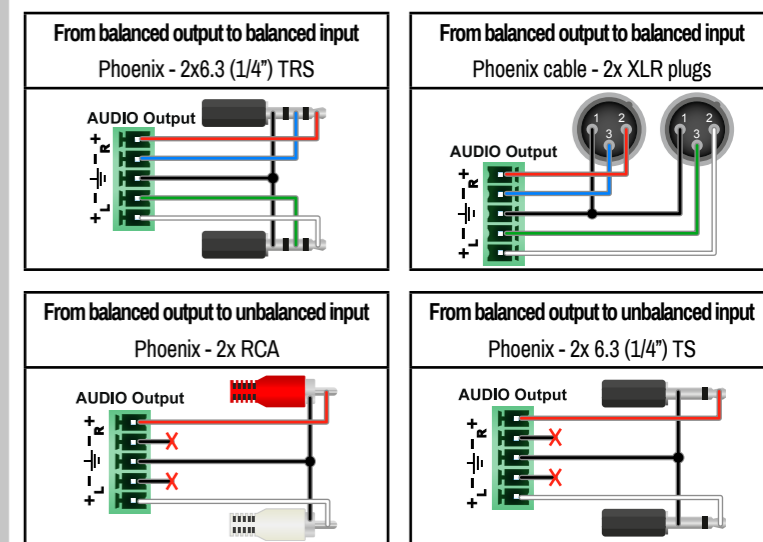 From balanced output to balanced input
Phoenix - 2x6.3 (1/4”) TRS
AUDIO Output
+
R
-
-
L
+
From balanced output to balanced input
Phoenix cable - 2x XLR plugs
1
2
3
1
2
3
AUDIO Output
+
R
-
-
L
+
From balanced output to unbalanced input
Phoenix - 2x RCA
AUDIO Output
+
R
-
-
L
+
From balanced output to unbalanced input
Phoenix - 2x 6.3 (1/4”) TS
AUDIO Output
+
R
-
-
L
+